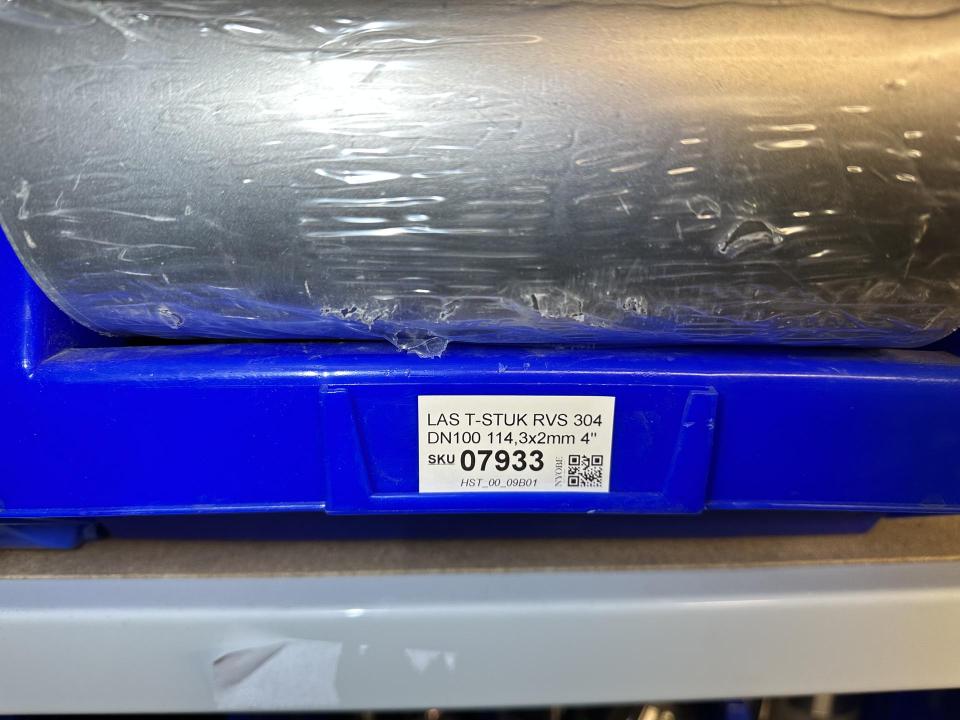 LAS T-STUK RVS 304
DN100 114,3x2mm 4"
SKU 07933
NYOBE
HST_00_09B01